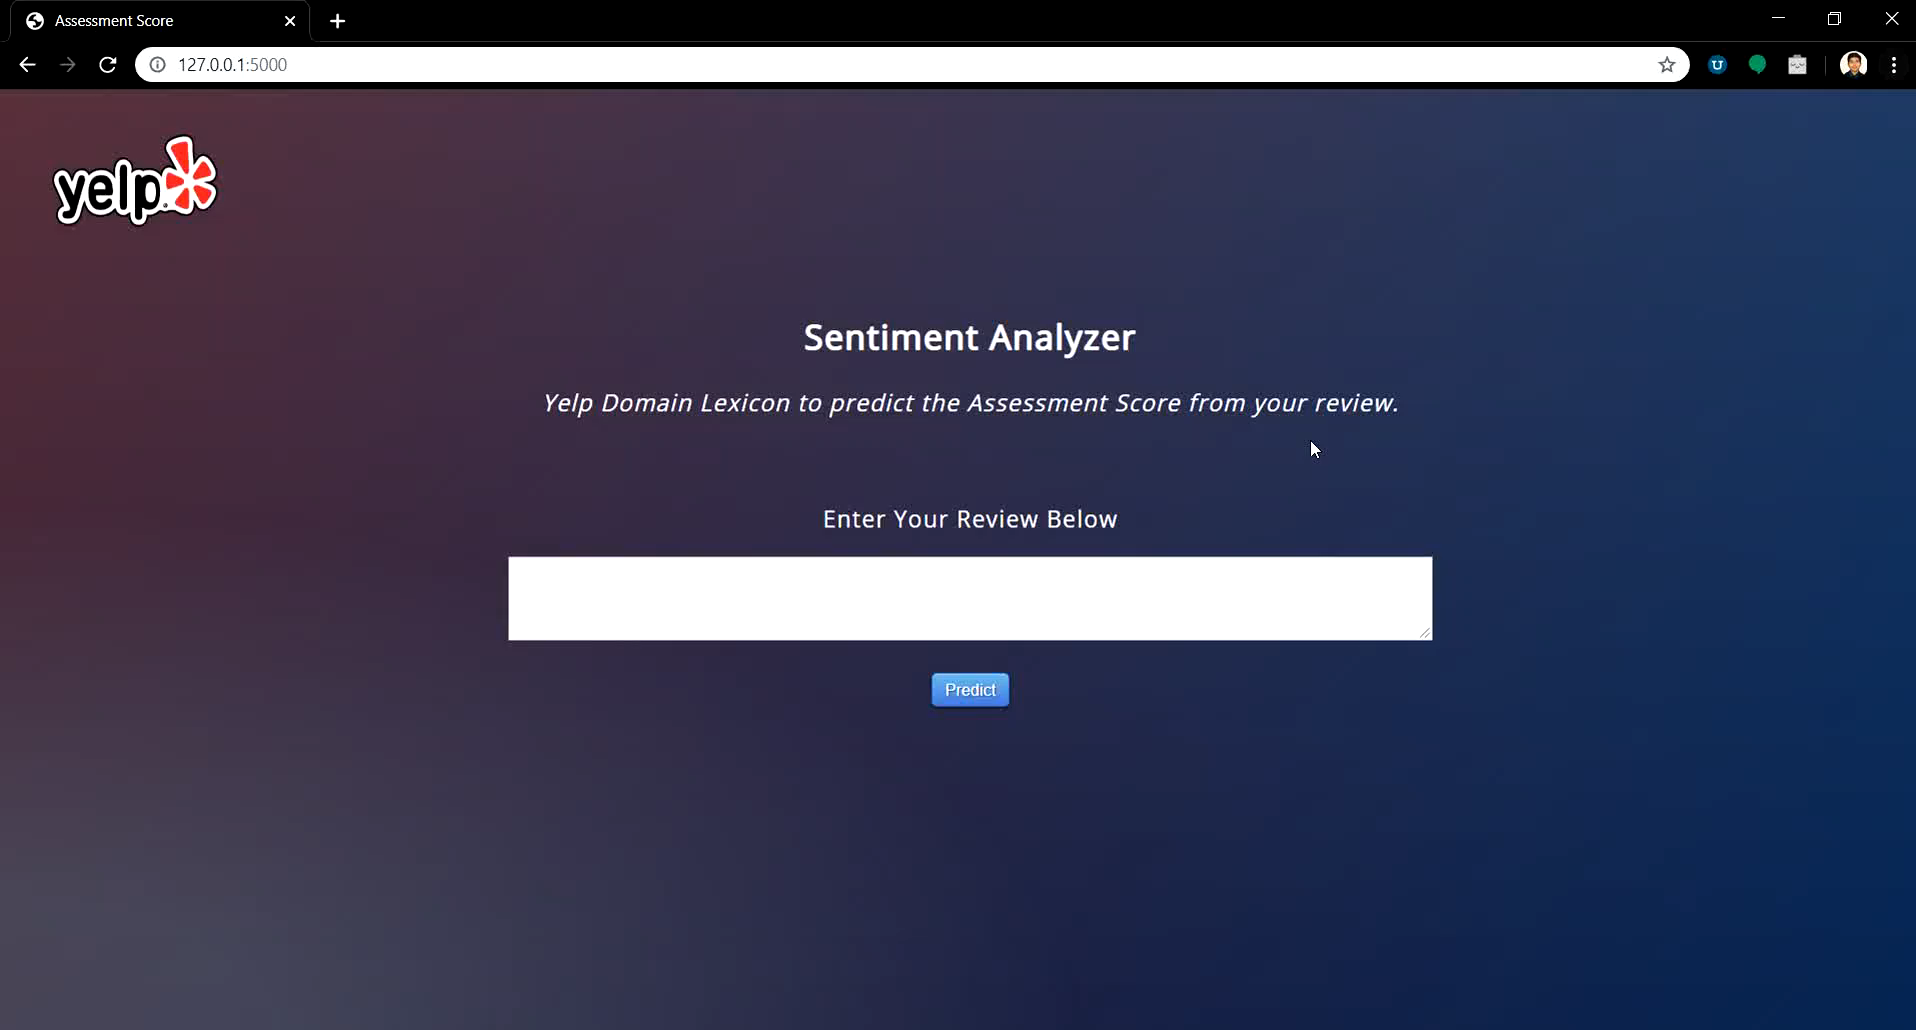 Assessment Score
127.0.0.1:5000
yelp
Sentiment Analyzer
Yelp Domain Lexicon to predict the Assessment Score from your review.
Enter Your Review Below
Predict